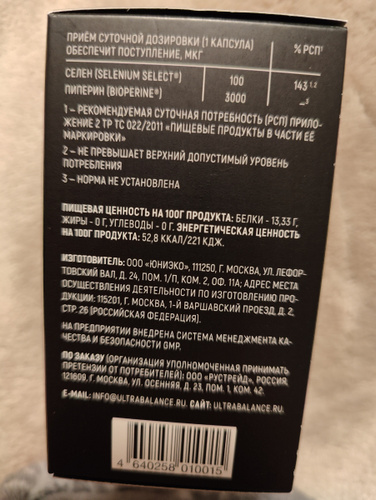 ПРИЁМ СУТОЧНОЙ ДОЗИРОВКИ (1 КАПСУЛА)
ОБЕСПЕЧИТ ПОСТУПЛЕНИЕ, МКГ
% РСП¹
СЕЛЕН (SELENIUM SELECT®) 100 143 ¹,²
ПИПЕРИН (BIOPERINE®) 3000 –³
1 – РЕКОМЕНДУЕМАЯ СУТОЧНАЯ ПОТРЕБНОСТЬ (РСП) ПРИЛО-
ЖЕНИЕ 2 ТР ТС 022/2011 «ПИЩЕВЫЕ ПРОДУКТЫ В ЧАСТИ ЕЁ
МАРКИРОВКИ»
2 – НЕ ПРЕВЫШАЕТ ВЕРХНИЙ ДОПУСТИМЫЙ УРОВЕНЬ
ПОТРЕБЛЕНИЯ
3 – НОРМА НЕ УСТАНОВЛЕНА
ПИЩЕВАЯ ЦЕННОСТЬ НА 100Г ПРОДУКТА: БЕЛКИ - 13,33 Г,
ЖИРЫ - 0 Г, УГЛЕВОДЫ - 0 Г. ЭНЕРГЕТИЧЕСКАЯ ЦЕННОСТЬ
НА 100Г ПРОДУКТА: 52,8 ККАЛ/221 КДЖ.
ИЗГОТОВИТЕЛЬ: ООО «ЮНИЭКО», 111250, Г. МОСКВА, УЛ. ЛЕФОР-
ТОВСКИЙ ВАЛ, Д. 24, ПОМ. 1/П, КОМ. 2, ОФ. 11А; АДРЕС МЕСТА
ОСУЩЕСТВЛЕНИЯ ДЕЯТЕЛЬНОСТИ ПО ИЗГОТОВЛЕНИЮ ПРО-
ДУКЦИИ: 115201, Г. МОСКВА, 1-Й ВАРШАВСКИЙ ПРОЕЗД, Д. 2,
СТР. 26 (РОССИЙСКАЯ ФЕДЕРАЦИЯ).
НА ПРЕДПРИЯТИИ ВНЕДРЕНА СИСТЕМА МЕНЕДЖМЕНТА КА-
ЧЕСТВА И БЕЗОПАСНОСТИ GMP.
ПО ЗАКАЗУ (ОРГАНИЗАЦИЯ УПОЛНОМОЧЕННАЯ ПРИНИМАТЬ
ПРЕТЕНЗИИ ОТ ПОТРЕБИТЕЛЕЙ): ООО «РУСТРЕЙД», РОССИЯ,
121609, Г. МОСКВА, УЛ. ОСЕННЯЯ, Д. 23, ПОМ. 1, КОМ. 42.
E-MAIL: INFO@ULTRABALANCE.RU. САЙТ: ULTRABALANCE.RU.
4 640258 010015